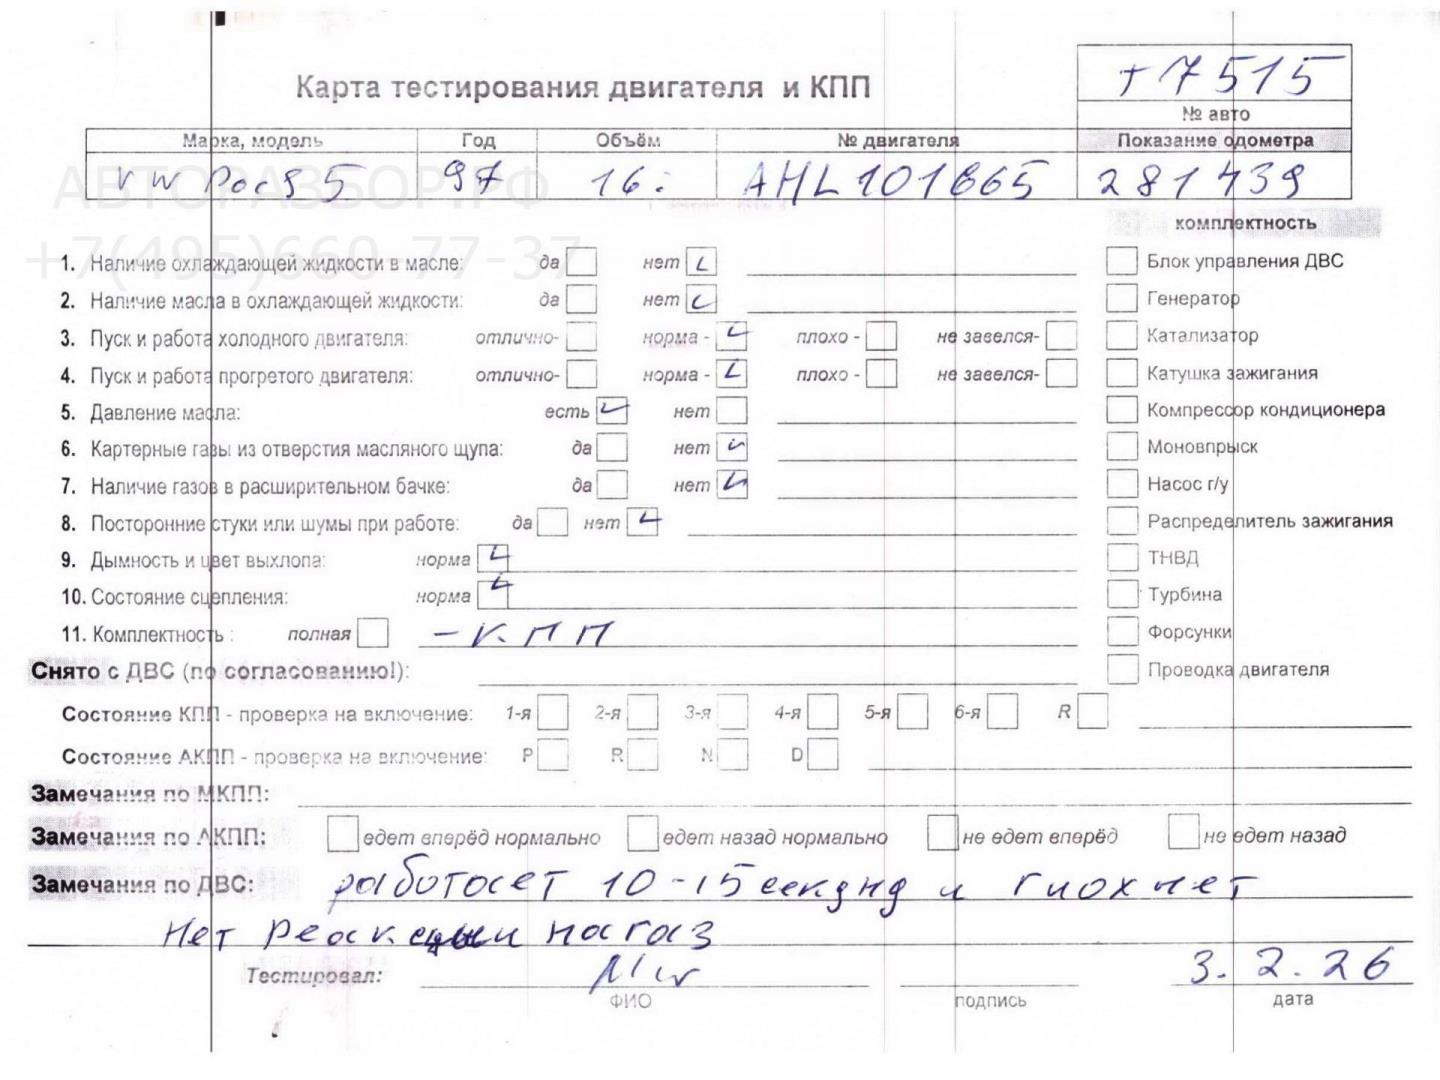 т7515
Карта тестирования двигателя и КПП
№ авто
Марка, модель Год Объём № двигателя Показание одометра
VW 97 16 AHL101665 281439
АВТОРАЗБОР.РФ
+7(495)660-77-37
комплектность
1. Наличие охлаждающей жидкости в масле: да нет Блок управления ДВС
2. Наличие масла в охлаждающей жидкости: да нет Генератор
3. Пуск и работа холодного двигателя: отлично- норма - плохо - не завелся- Катализатор
4. Пуск и работа прогретого двигателя: отлично- норма - плохо - не завелся- Катушка зажигания
5. Давление масла: есть нет Компрессор кондиционера
6. Картерные газы из отверстия масляного щупа: да нет Моновпрыск
7. Наличие газов в расширительном бачке: да нет Насос г/у
8. Посторонние стуки или шумы при работе: да нет Распределитель зажигания
9. Дымность и цвет выхлопа: норма ТНВД
10. Состояние сцепления: норма Турбина
11. Комплектность : полная - К П П Форсунки
Снято с ДВС (по согласованию!): Проводка двигателя
Состояние КПП - проверка на включение: 1-я 2-я 3-я 4-я 5-я 6-я R
Состояние АКПП - проверка на включение: P R N D
Замечания по МКПП:
Замечания по АКПП: едет вперёд нормально едет назад нормально не едет вперёд не едет назад
Замечания по ДВС: работает 10-15 секунд и глохнет
Нет реакции на газ
Тестировал: 3.2.26
ФИО подпись дата